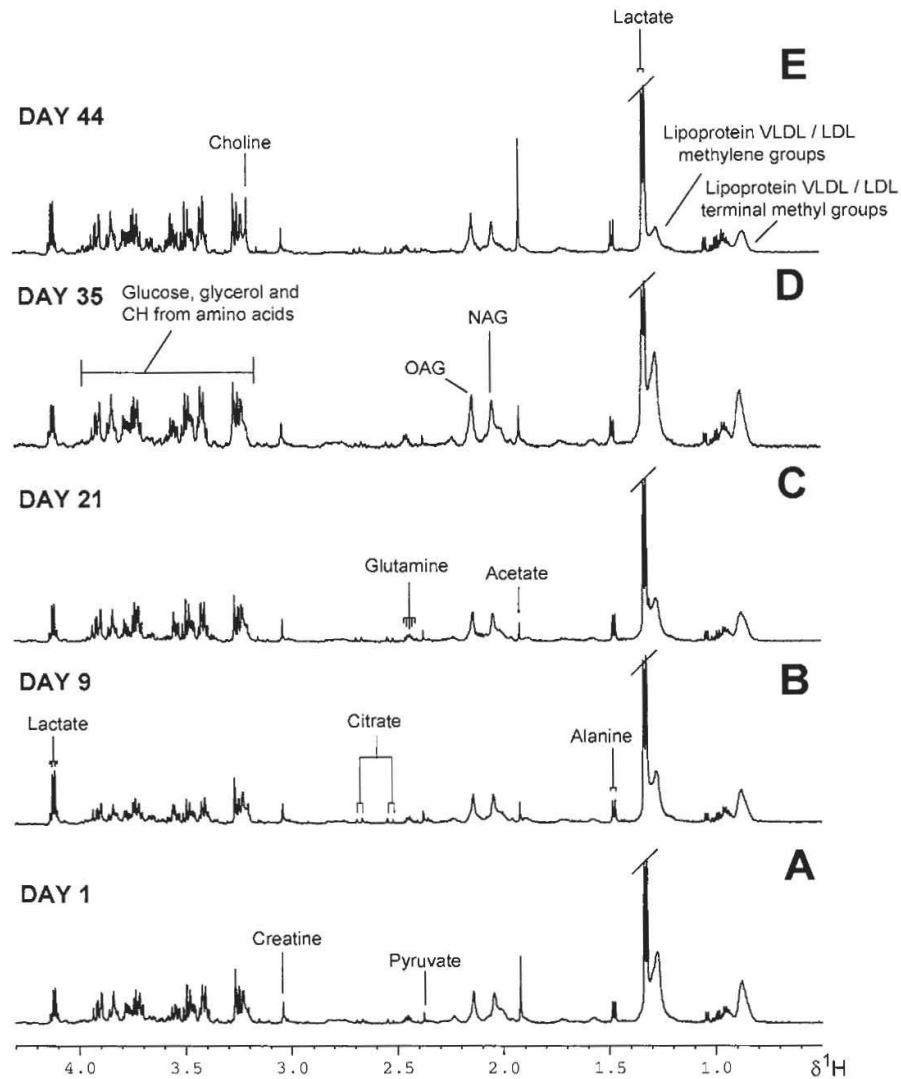 Lactate
E
DAY 44
Choline
Lipoprotein VLDL / LDL
methylene groups
Lipoprotein VLDL / LDL
terminal methyl groups
DAY 35
Glucose, glycerol and
CH from amino acids
D
NAG
OAG
C
DAY 21
Glutamine
Acetate
DAY 9
B
Lactate
Citrate
Alanine
A
DAY 1
Creatine
Pyruvate
4.0 3.5 3.0 2.5 2.0 1.5 1.0 δ¹H